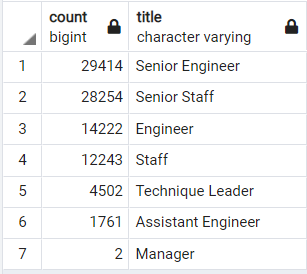 count title
bigint character varying
1 29414 Senior Engineer
2 28254 Senior Staff
3 14222 Engineer
4 12243 Staff
5 4502 Technique Leader
6 1761 Assistant Engineer
7 2 Manager